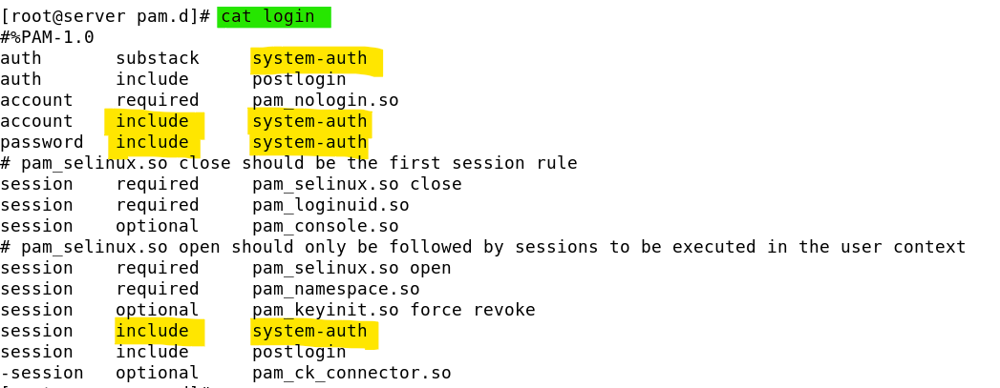 [root@server pam.d]# cat login
#%PAM-1.0
auth substack system-auth
auth include postlogin
account required pam_nologin.so
account include system-auth
password include system-auth
# pam_selinux.so close should be the first session rule
session required pam_selinux.so close
session required pam_loginuid.so
session optional pam_console.so
# pam_selinux.so open should only be followed by sessions to be executed in the user context
session required pam_selinux.so open
session required pam_namespace.so
session optional pam_keyinit.so force revoke
session include system-auth
session include postlogin
-session optional pam_ck_connector.so